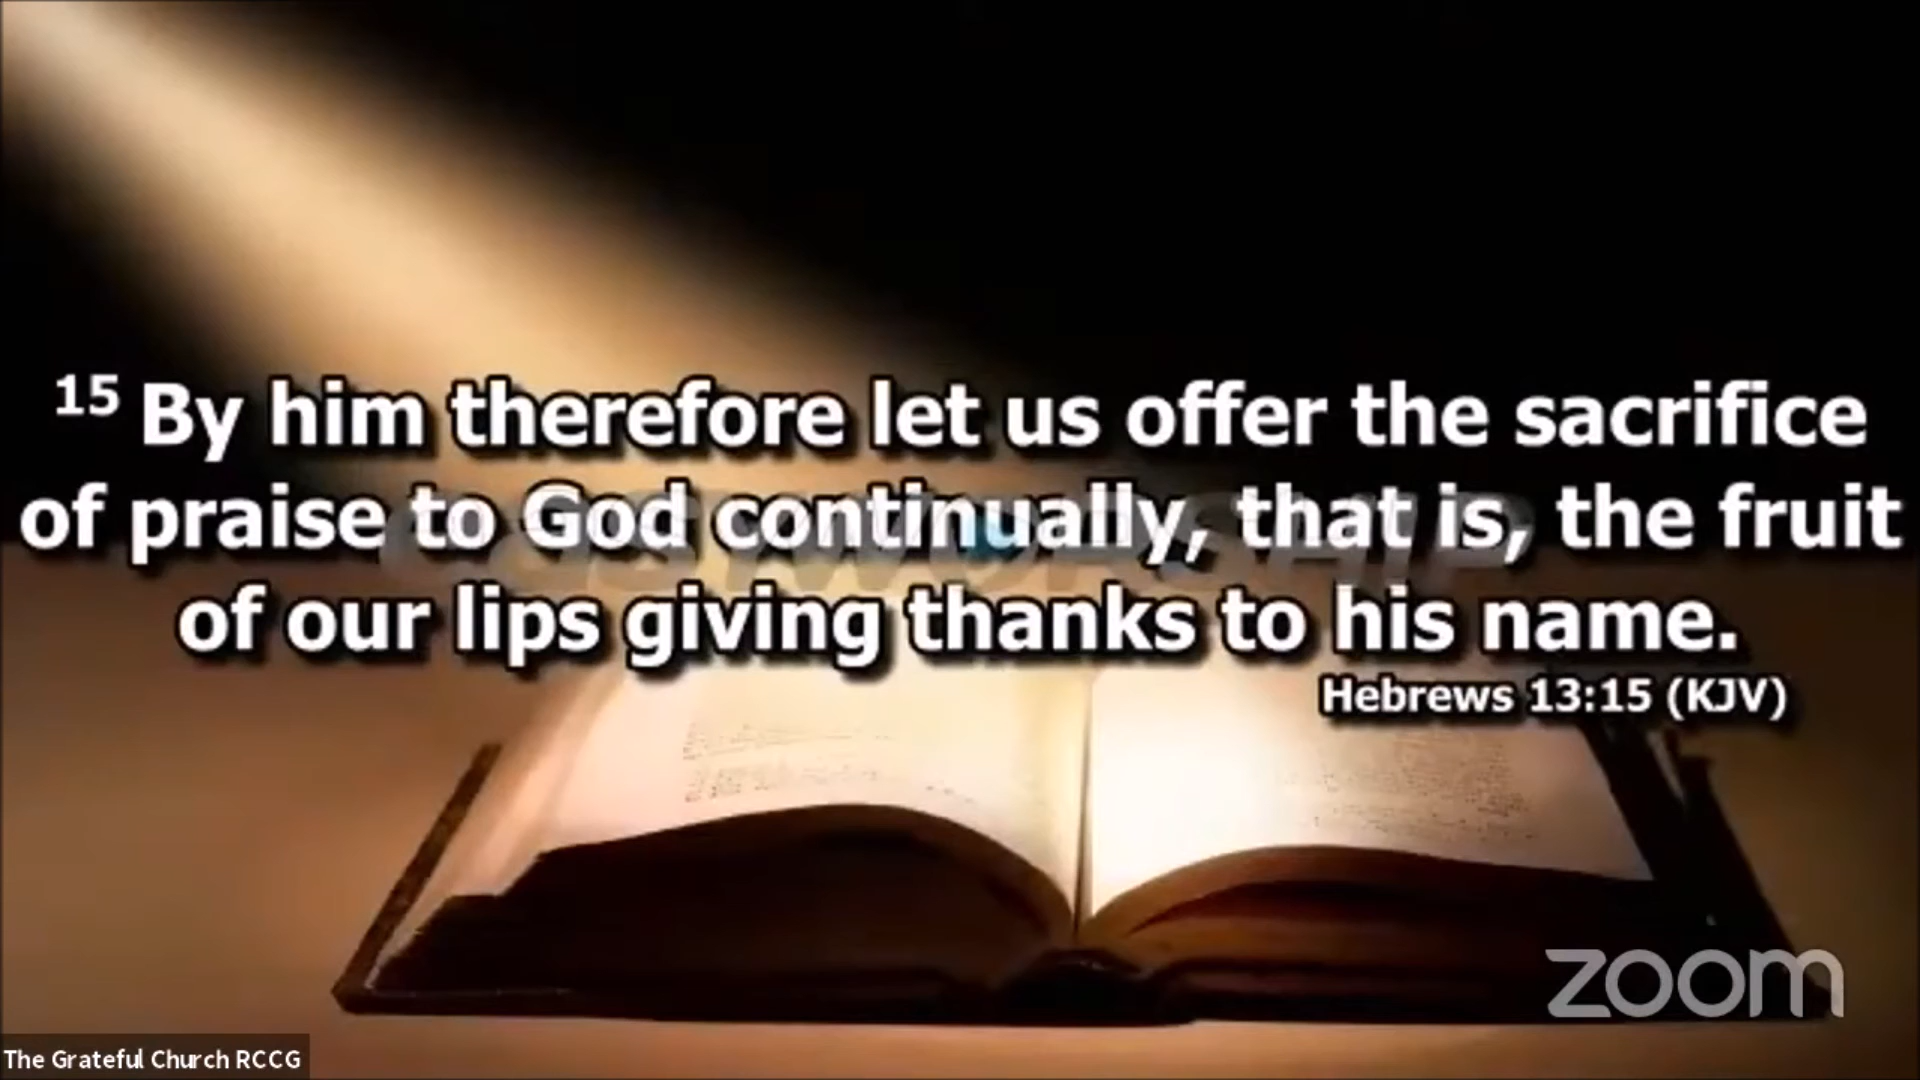 15 By him therefore let us offer the sacrifice
of praise to God continually, that is, the fruit
of our lips giving thanks to his name.
Hebrews 13:15 (KJV)
zoom
The Grateful Church RCCG